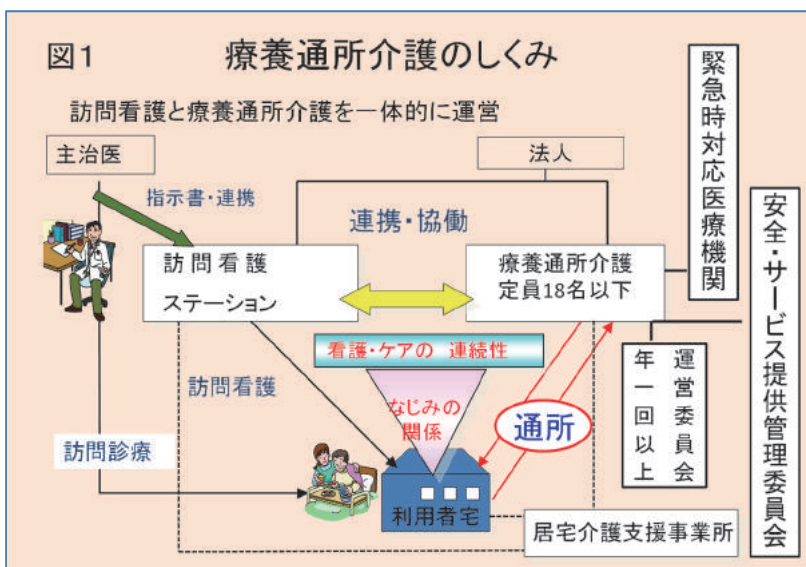 図1 療養通所介護のしくみ
訪問看護と療養通所介護を一体的に運営
主治医
法人
指示書・連携
連携・協働
訪問看護
ステーション
療養通所介護
定員18名以下
緊急時対応医療機関
安全・サービス提供管理委員会
看護・ケアの 連続性
訪問看護
なじみの
関係
通所
運営委員会
年一回以上
訪問診療
利用者宅
居宅介護支援事業所